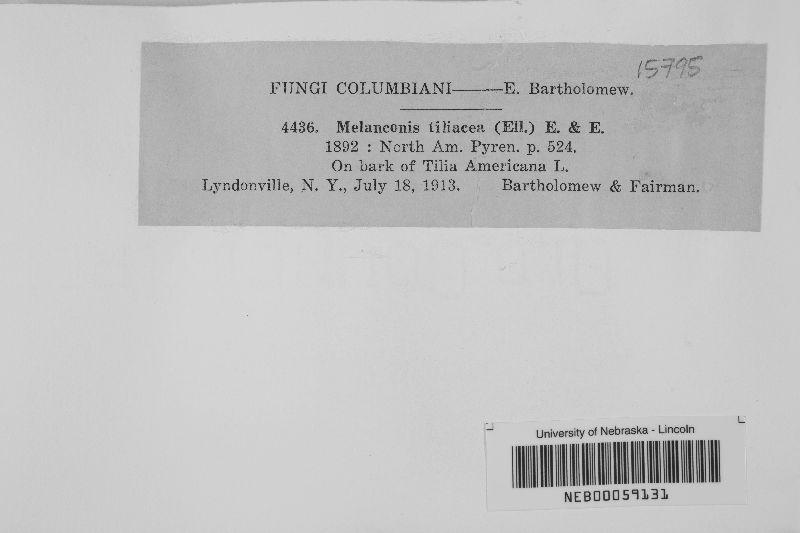 15795
FUNGI COLUMBIANI———E. Bartholomew.
4436. Melanconis tiliacea (Ell.) E. & E.
1892 : North Am. Pyren. p. 524.
On bark of Tilia Americana L.
Lyndonville, N. Y., July 18, 1913. Bartholomew & Fairman.
University of Nebraska - Lincoln
NEB00059131